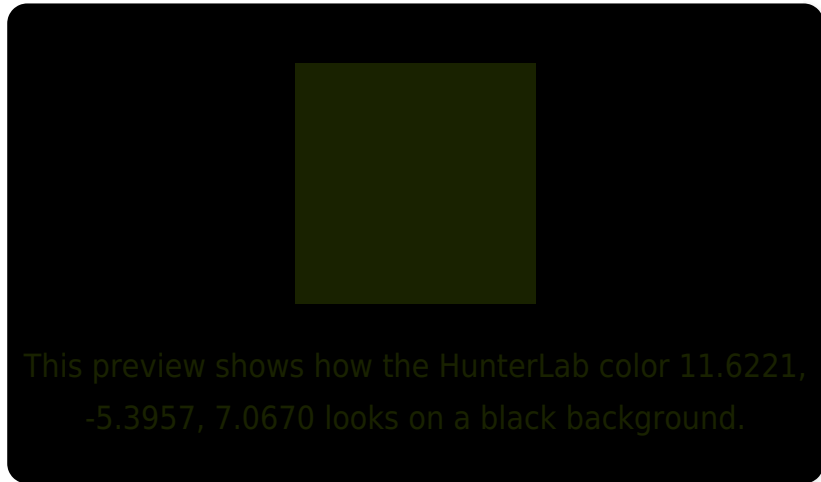 This preview shows how the HunterLab color 11.6221,
-5.3957, 7.0670 looks on a black background.